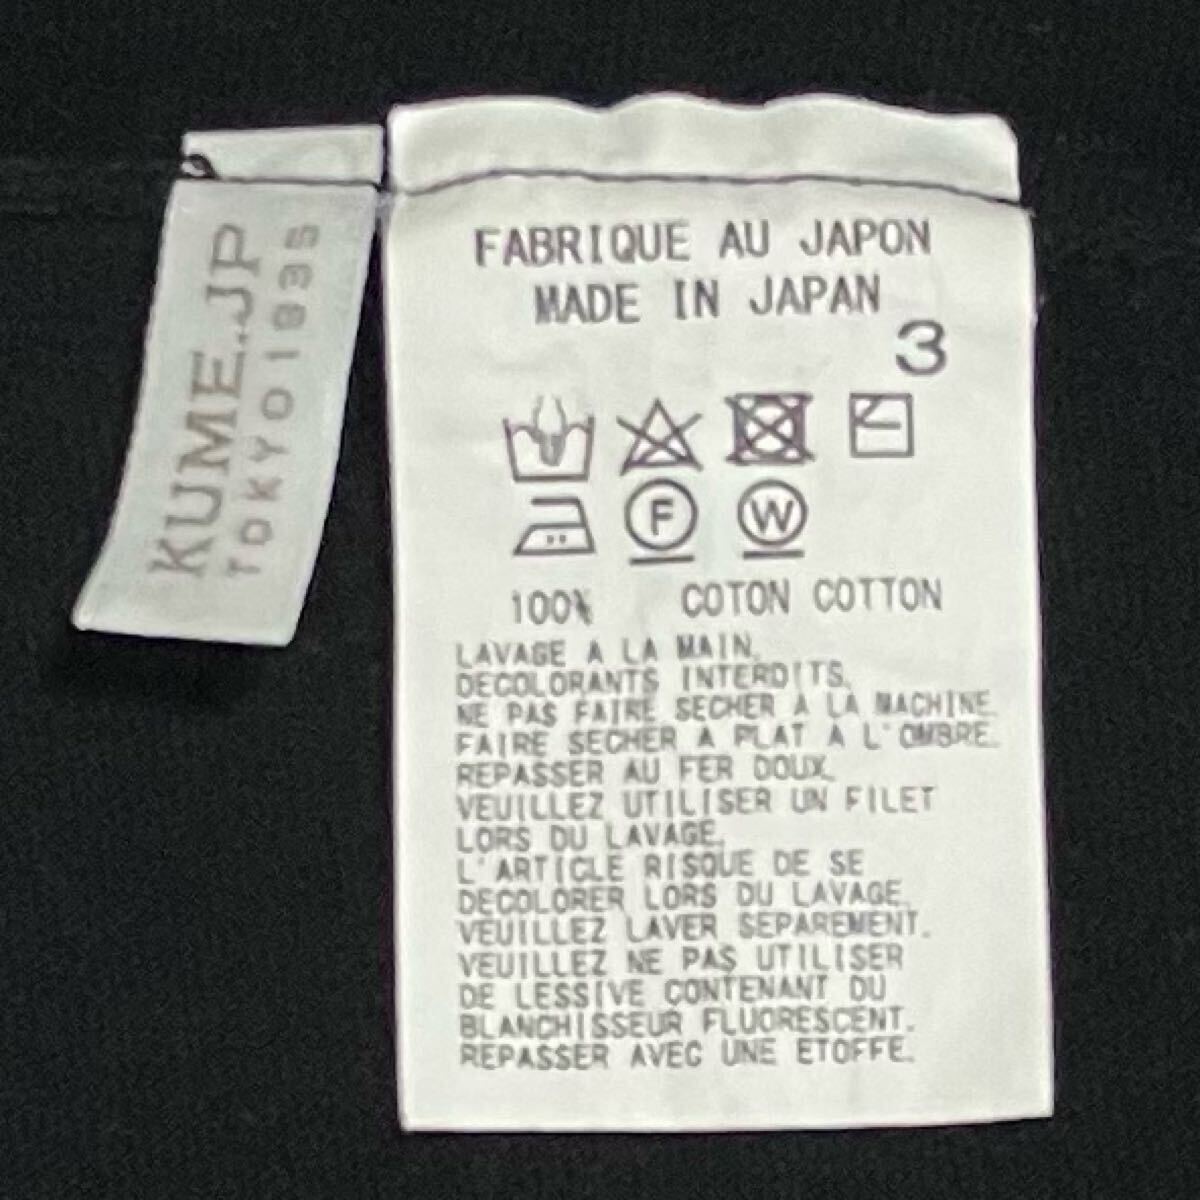 KUME.JP
TOKYO1835
FABRIQUE AU JAPON
MADE IN JAPAN
3
F
W
100% COTON COTTON
LAVAGE A LA MAIN.
DECOLORANTS INTERDITS.
NE PAS FAIRE SECHER A LA MACHINE.
FAIRE SECHER A PLAT A L'OMBRE.
REPASSER AU FER DOUX.
VEUILLEZ UTILISER UN FILET
LORS DU LAVAGE.
L'ARTICLE RISQUE DE SE
DECOLORER LORS DU LAVAGE.
VEUILLEZ LAVER SEPAREMENT.
VEUILLEZ NE PAS UTILISER
DE LESSIVE CONTENANT DU
BLANCHISSEUR FLUORESCENT.
REPASSER AVEC UNE ETOFFE.